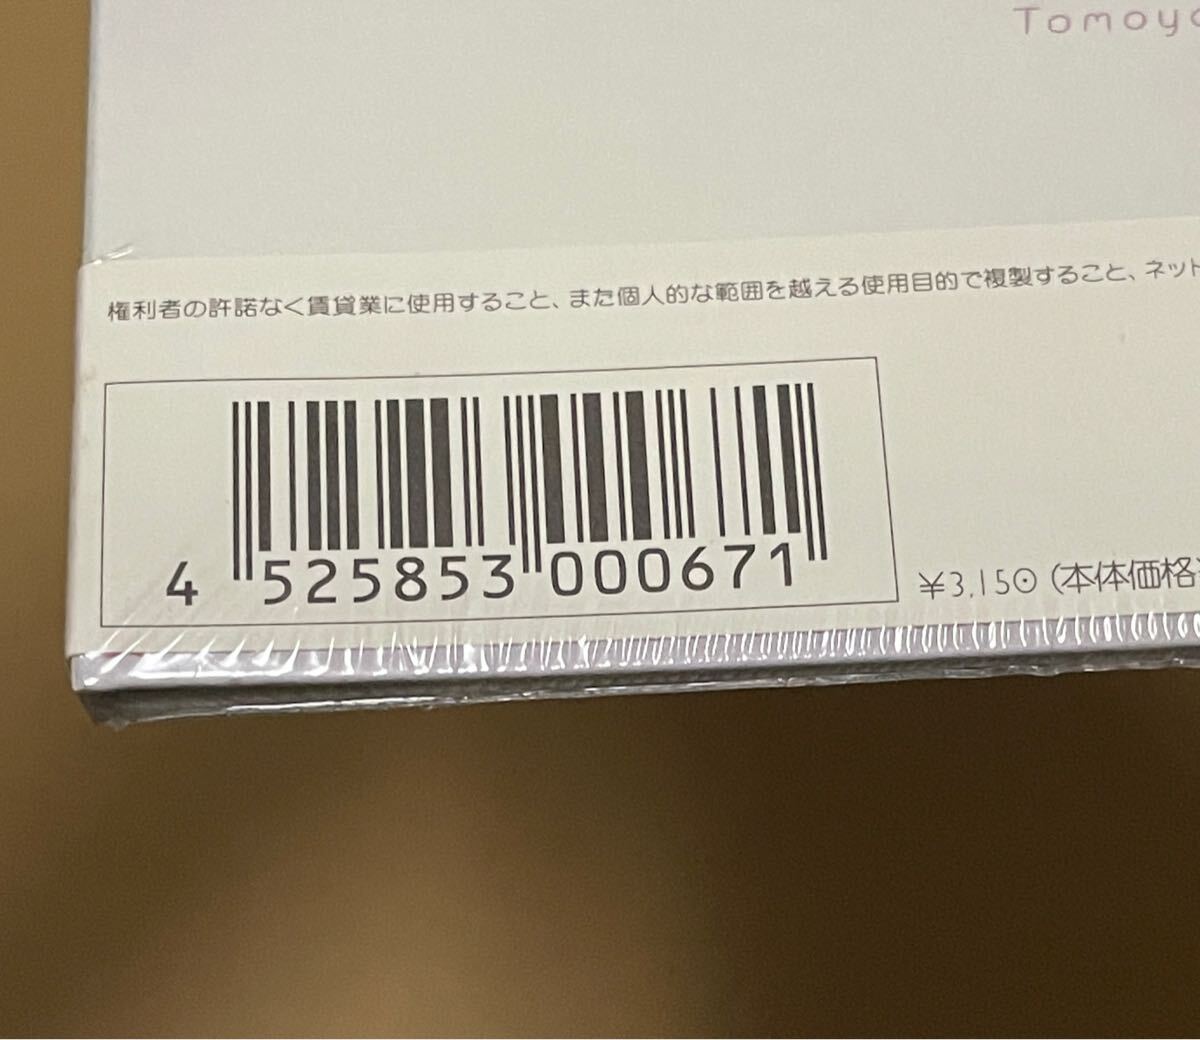 Tomoyo
権利者の許諾なく賃貸業に使用すること、また個人的な範囲を越える使用目的で複製すること、ネット
4 525853 000671
¥3,150(本体価格